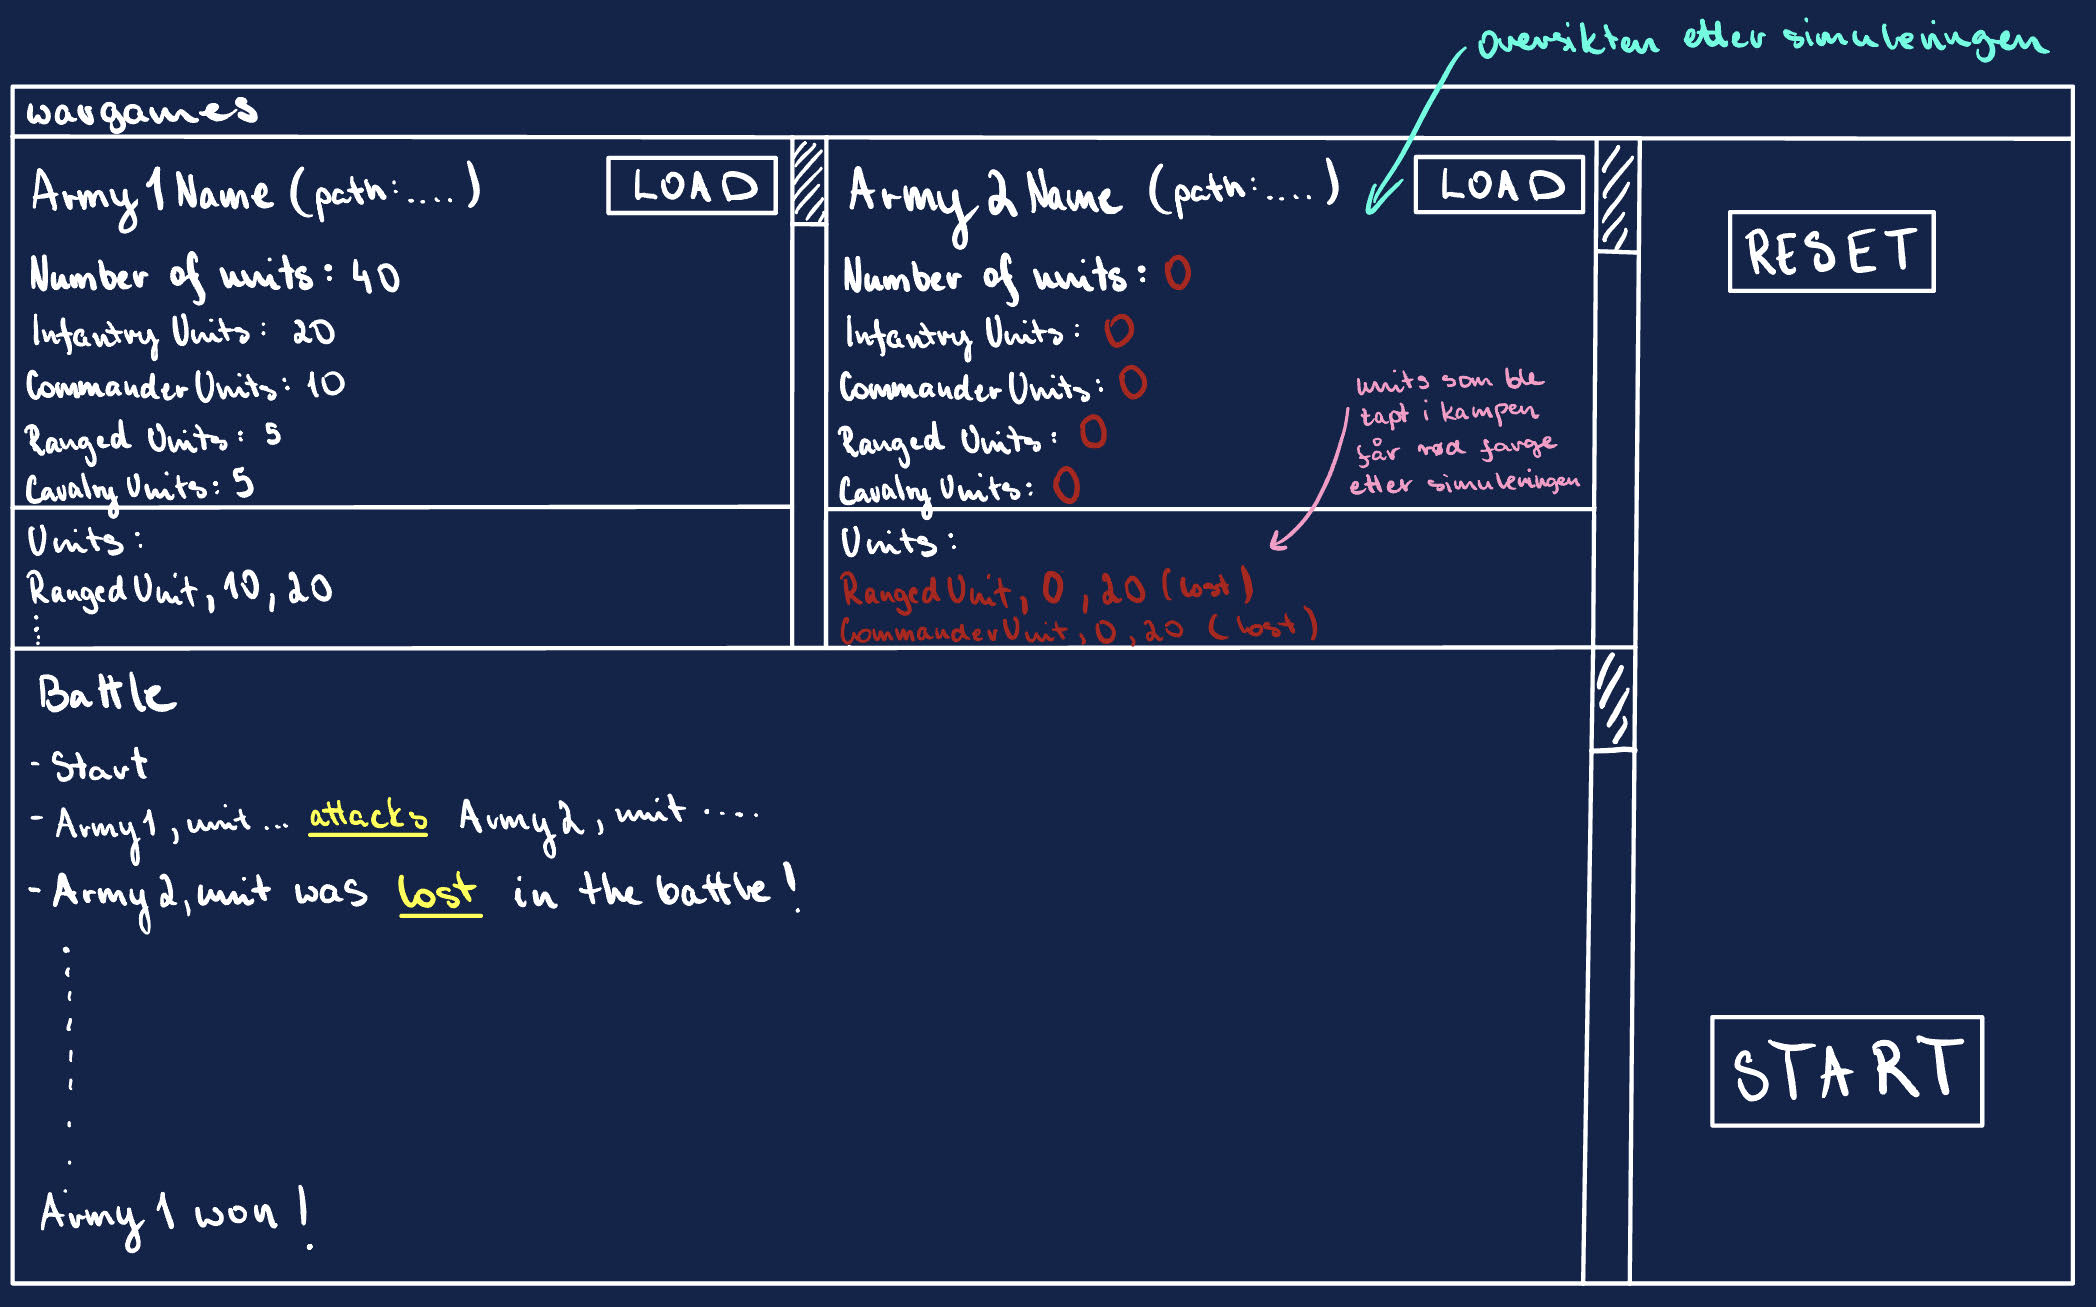 oversikten etter simuleringen
wargames
Army 1 Name (path:....)
LOAD
Number of units: 40
Infantry Units: 20
Commander Units: 10
Ranged Units: 5
Cavalry Units: 5
Units:
Ranged Unit, 10, 20
Army 2 Name (path:....)
LOAD
Number of units: 0
Infantry Units: 0
Commander Units: 0
Ranged Units: 0
Cavalry Units: 0
units som ble
tapt i kampen
får rød farge
etter simuleringen
Units:
Ranged Unit, 0, 20 (lost)
Commander Unit, 0, 20 (lost)
RESET
Battle
- Start
- Army 1, unit... attacks Army 2, unit ....
- Army 2, unit was lost in the battle!
Army 1 won!
START